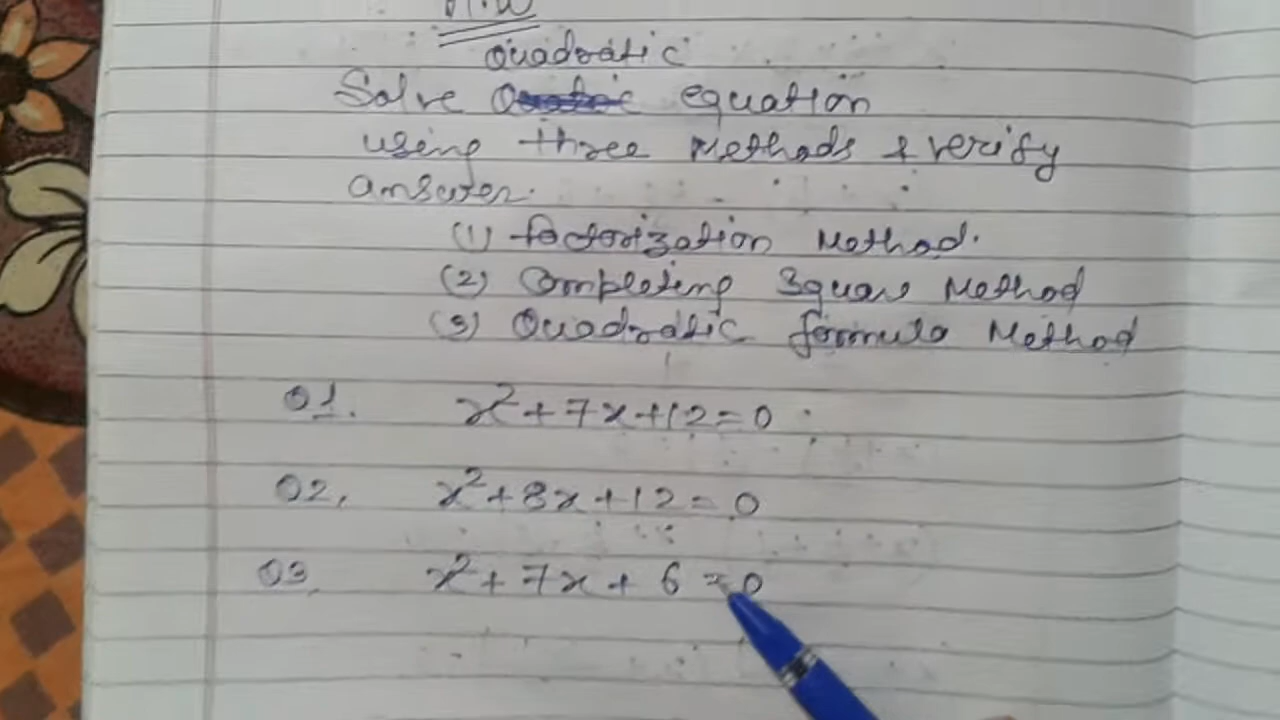 H.W
Quadratic
Solve equation
using three Methods & verify
answer.
(1) factorization Method.
(2) Completing Square Method
(3) Quadratic formula Method
Q1. x²+7x+12=0
Q2. x²+8x+12=0
Q3. x²+7x+6=0